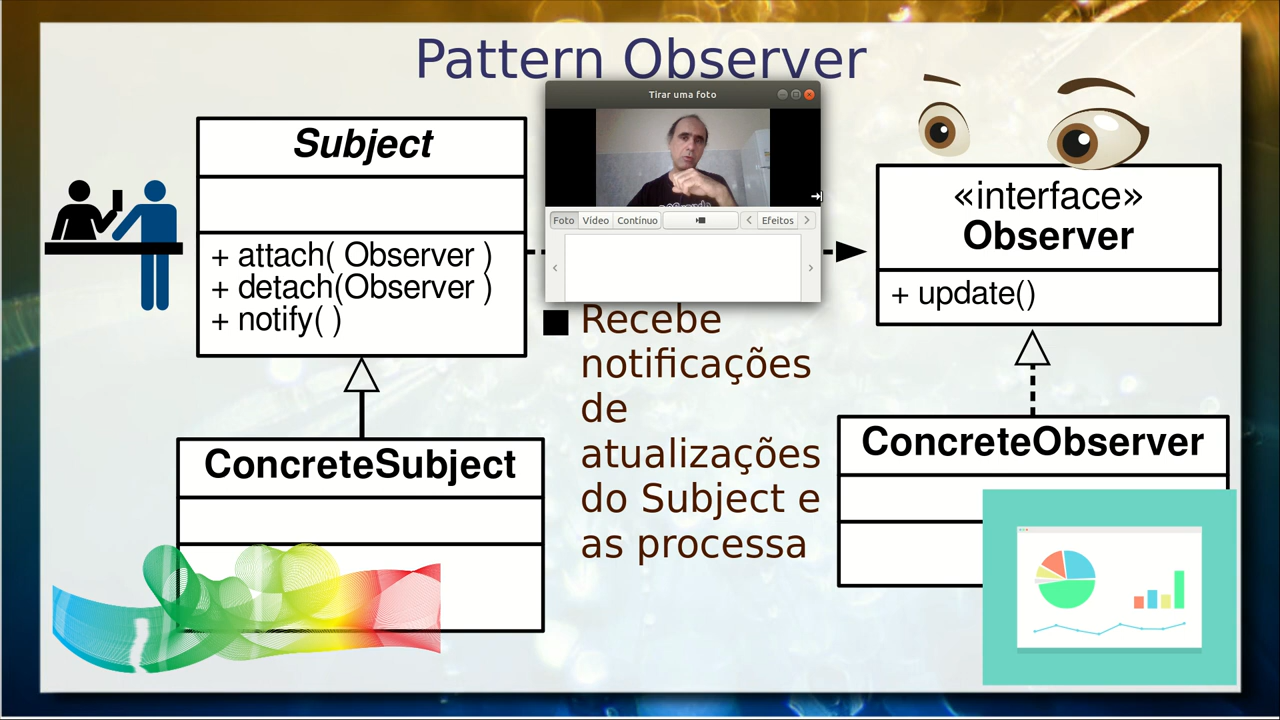 Pattern Observer
Tirar uma foto
Subject
+ attach( Observer )
+ detach(Observer )
+ notify( )
Foto Vídeo Contínuo Efeitos
«interface»
Observer
+ update()
Recebe
notificações
de
atualizações
do Subject e
as processa
ConcreteSubject
ConcreteObserver